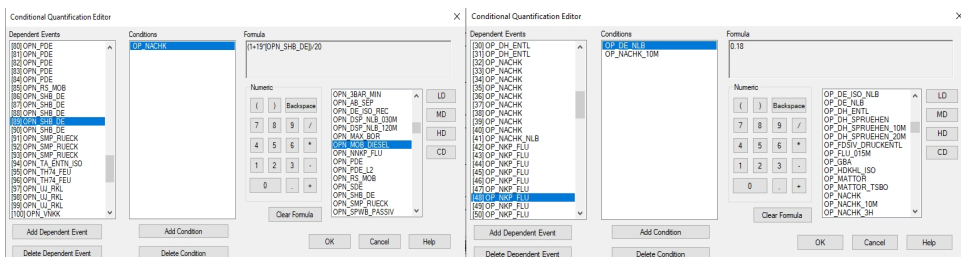 Conditional Quantification Editor
Dependent Events
[80] OPN_PDE
[81] OPN_PDE
[82] OPN_PDE
[83] OPN_PDE
[84] OPN_PDE
[85] OPN_RS_MOB
[86] OPN_SHB_DE
[87] OPN_SHB_DE
[88] OPN_SHB_DE
[89] OPN_SHB_DE
[90] OPN_SHB_DE
[91] OPN_SMP_RUECK
[92] OPN_SMP_RUECK
[93] OPN_SMP_RUECK
[94] OPN_TA_ENTN_ISO
[95] OPN_TH74_FEU
[96] OPN_TH74_FEU
[97] OPN_UJ_RKL
[98] OPN_UJ_RKL
[99] OPN_UJ_RKL
[100] OPN_VNKK
Add Dependent Event
Delete Dependent Event
Conditions
OP_NACHK
Add Condition
Delete Condition
Formula
(1+19*[OPN_SHB_DE])/20
Numeric
( ) Backspace
7 8 9 /
4 5 6 *
1 2 3 -
0 . +
Clear Formula
OPN_3BAR_MIN
OPN_AB_SEP
OPN_DE_ISO_REC
OPN_DSP_NLB_030M
OPN_DSP_NLB_120M
OPN_MAX_BOR
OPN_MOB_DIESEL
OPN_NNKP_FLU
OPN_PDE
OPN_PDE_L2
OPN_RS_MOB
OPN_SDE
OPN_SHB_DE
OPN_SMP_RUECK
OPN_SPWB_PASSIV
LD
MD
HD
CD
OK Cancel Help
Conditional Quantification Editor
Dependent Events
[30] OP_DH_ENTL
[31] OP_DH_ENTL
[32] OP_NACHK
[33] OP_NACHK
[34] OP_NACHK
[35] OP_NACHK
[36] OP_NACHK
[37] OP_NACHK
[38] OP_NACHK
[39] OP_NACHK
[40] OP_NACHK
[41] OP_NACHK_NLB
[42] OP_NKP_FLU
[43] OP_NKP_FLU
[44] OP_NKP_FLU
[45] OP_NKP_FLU
[46] OP_NKP_FLU
[47] OP_NKP_FLU
[48] OP_NKP_FLU
[49] OP_NKP_FLU
[50] OP_NKP_FLU
Add Dependent Event
Delete Dependent Event
Conditions
OP_DE_NLB
OP_NACHK_10M
Add Condition
Delete Condition
Formula
0.18
Numeric
( ) Backspace
7 8 9 /
4 5 6 *
1 2 3 -
0 . +
Clear Formula
OP_DE_ISO_NLB
OP_DE_NLB
OP_DH_ENTL
OP_DH_SPRUEHEN
OP_DH_SPRUEHEN_10M
OP_DH_SPRUEHEN_20M
OP_FDSIV_DRUCKENTL
OP_FLU_015M
OP_GBA
OP_HDKHL_ISO
OP_MATTOR
OP_MATTOR_TSBO
OP_NACHK
OP_NACHK_10M
OP_NACHK_3H
LD
MD
HD
CD
OK Cancel Help